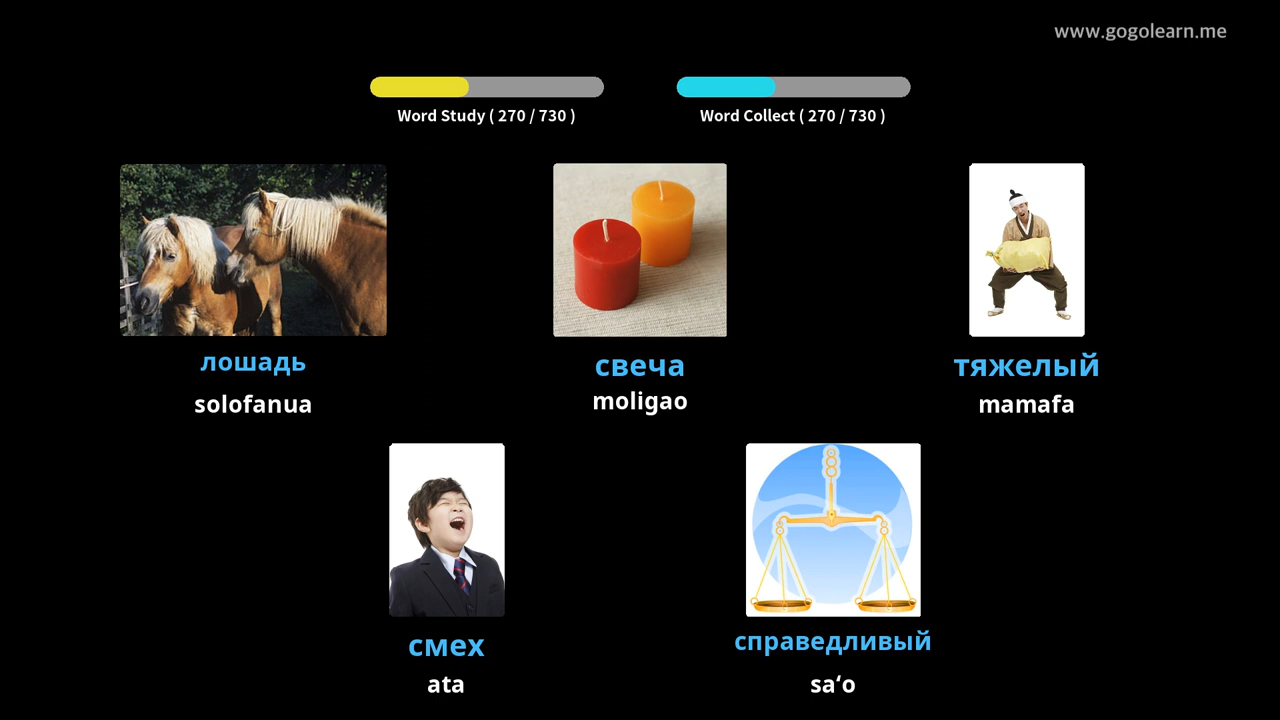 www.gogolearn.me
Word Study ( 270 / 730 )
Word Collect ( 270 / 730 )
лошадь
solofanua
свеча
moligao
тяжелый
mamafa
смех
ata
справедливый
saʻo